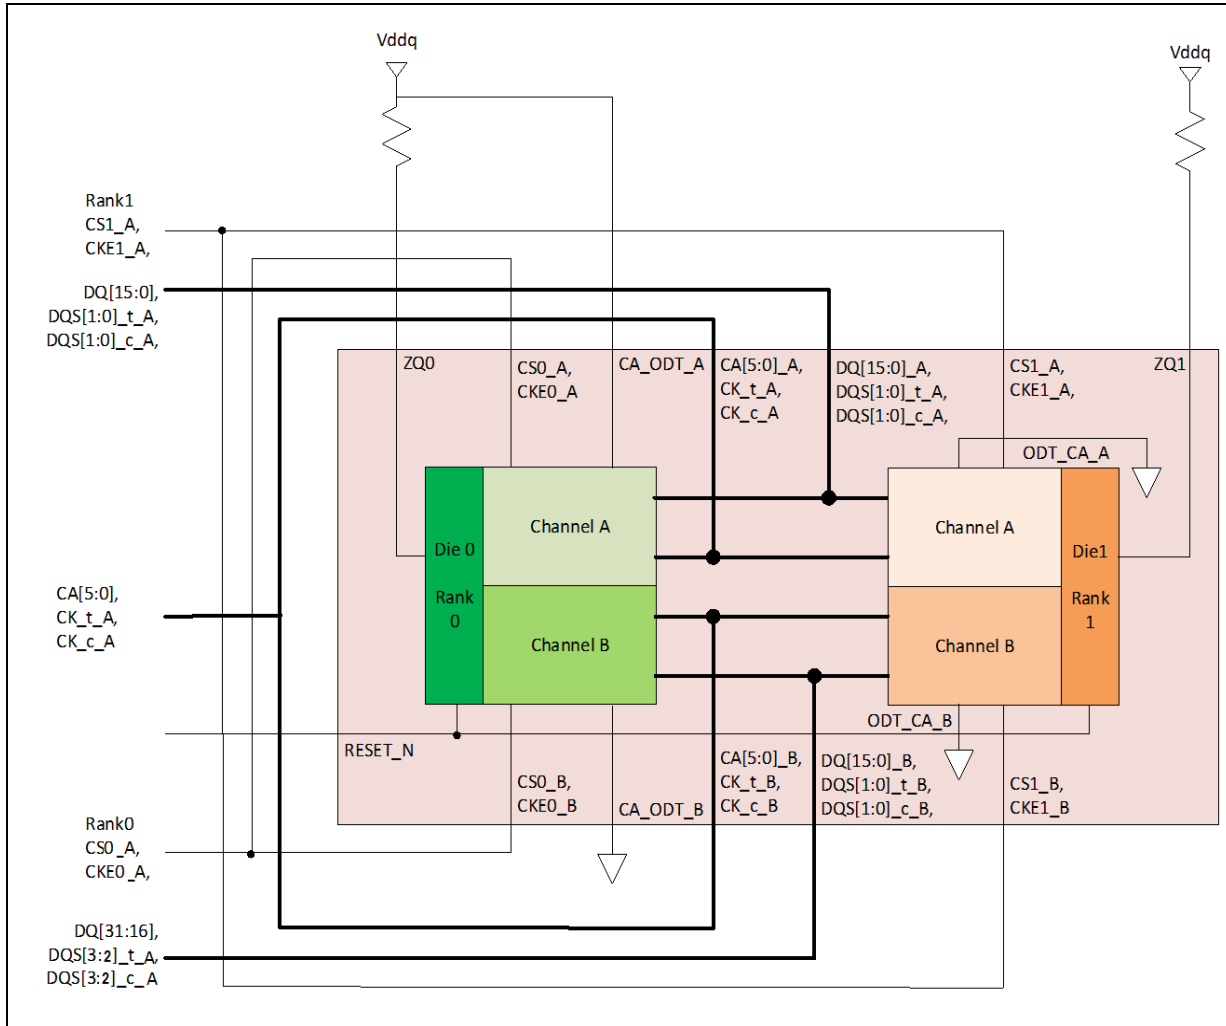 Vddq
Vddq
Rank1
CS1_A,
CKE1_A,
DQ[15:0],
DQS[1:0]_t_A,
DQS[1:0]_c_A,
ZQ0
CS0_A,
CKE0_A
CA_ODT_A
CA[5:0]_A,
CK_t_A,
CK_c_A
DQ[15:0]_A,
DQS[1:0]_t_A,
DQS[1:0]_c_A,
CS1_A,
CKE1_A,
ZQ1
ODT_CA_A
Die 0
Rank
0
Channel A
Channel B
Channel A
Channel B
Die1
Rank
1
CA[5:0],
CK_t_A,
CK_c_A
ODT_CA_B
RESET_N
CS0_B,
CKE0_B
CA_ODT_B
CA[5:0]_B,
CK_t_B,
CK_c_B
DQ[15:0]_B,
DQS[1:0]_t_B,
DQS[1:0]_c_B,
CS1_B,
CKE1_B
Rank0
CS0_A,
CKE0_A,
DQ[31:16],
DQS[3:2]_t_A,
DQS[3:2]_c_A